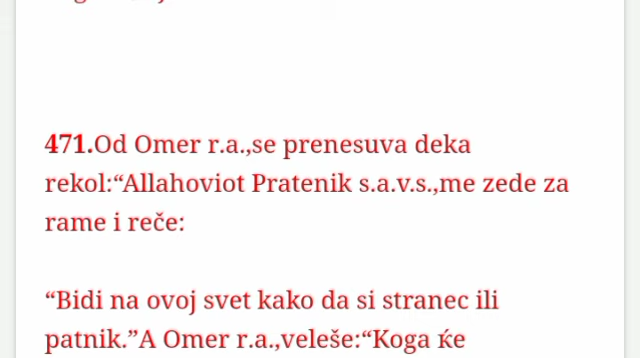 471.Od Omer r.a.,se prenesuva deka
rekol:“Allahoviot Pratenik s.a.v.s.,me zede za
rame i reče:
“Bidi na ovoj svet kako da si stranec ili
patnik.”A Omer r.a.,veleše:“Koga ќe